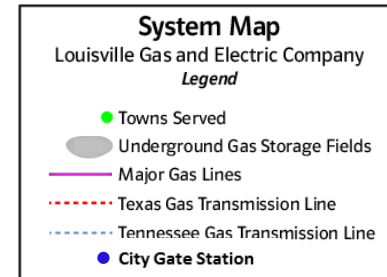 System Map
Louisville Gas and Electric Company
Legend
Towns Served
Underground Gas Storage Fields
Major Gas Lines
Texas Gas Transmission Line
Tennessee Gas Transmission Line
City Gate Station